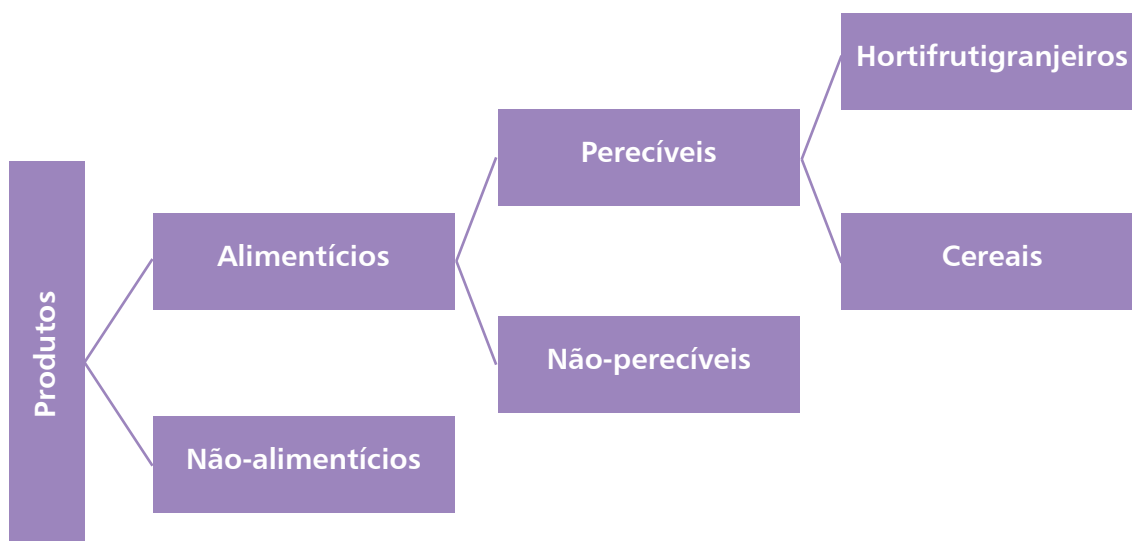 Produtos
Alimentícios
Não-alimentícios
Perecíveis
Não-perecíveis
Hortifrutigranjeiros
Cereais